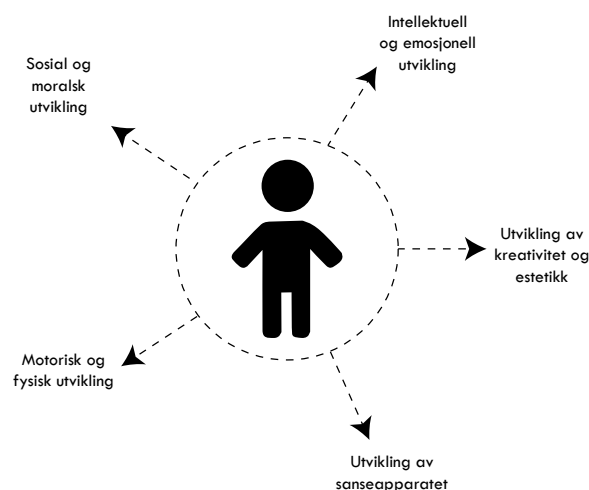 Intellektuell
og emosjonell
utvikling
Sosial og
moralsk
utvikling
Utvikling av
kreativitet og
estetikk
Motorisk og
fysisk utvikling
Utvikling av
sanseapparatet